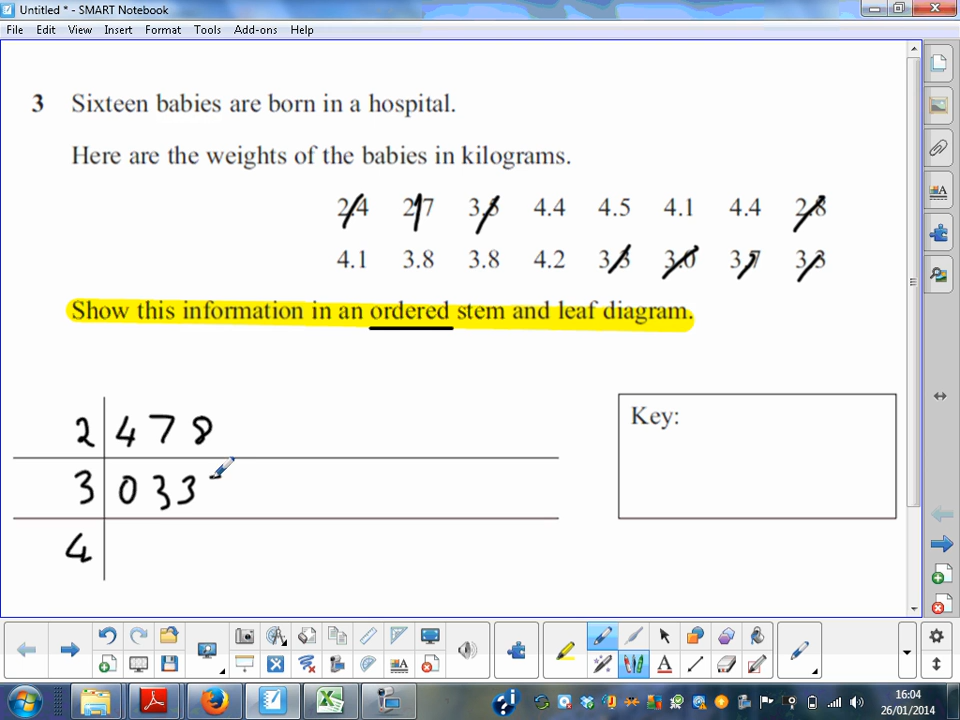 Untitled * - SMART Notebook
File Edit View Insert Format Tools Add-ons Help
3 Sixteen babies are born in a hospital.
Here are the weights of the babies in kilograms.
2.4 2.7 4.4 4.5 4.1 4.4 2.8
4.1 3.8 3.8 4.2 3.0 3.7 3.3
Show this information in an ordered stem and leaf diagram.
Key:
2 4 7 8
3 0 3 3
4
16:04
26/01/2014